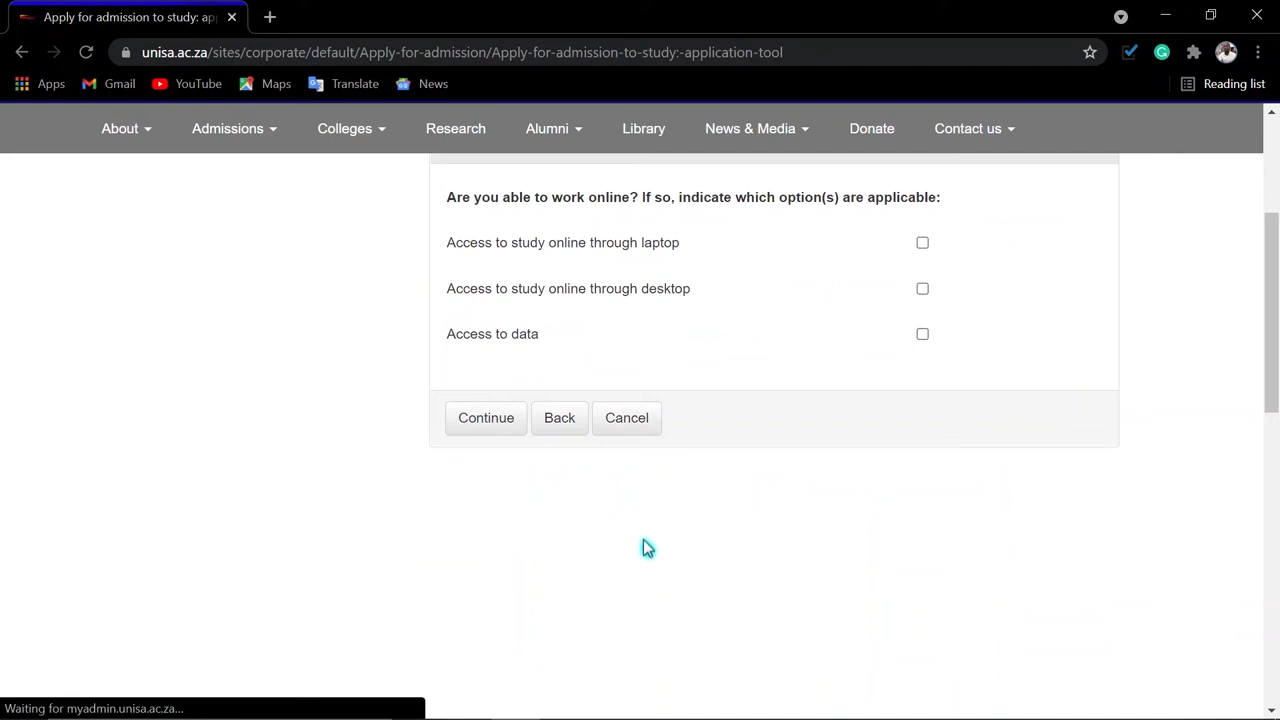 Apply for admission to study: ap
unisa.ac.za/sites/corporate/default/Apply-for-admission/Apply-for-admission-to-study:-application-tool
Apps Gmail YouTube Maps Translate News Reading list
About Admissions Colleges Research Alumni Library News & Media Donate Contact us
Are you able to work online? If so, indicate which option(s) are applicable:
Access to study online through laptop
Access to study online through desktop
Access to data
Continue Back Cancel
Waiting for myadmin.unisa.ac.za...